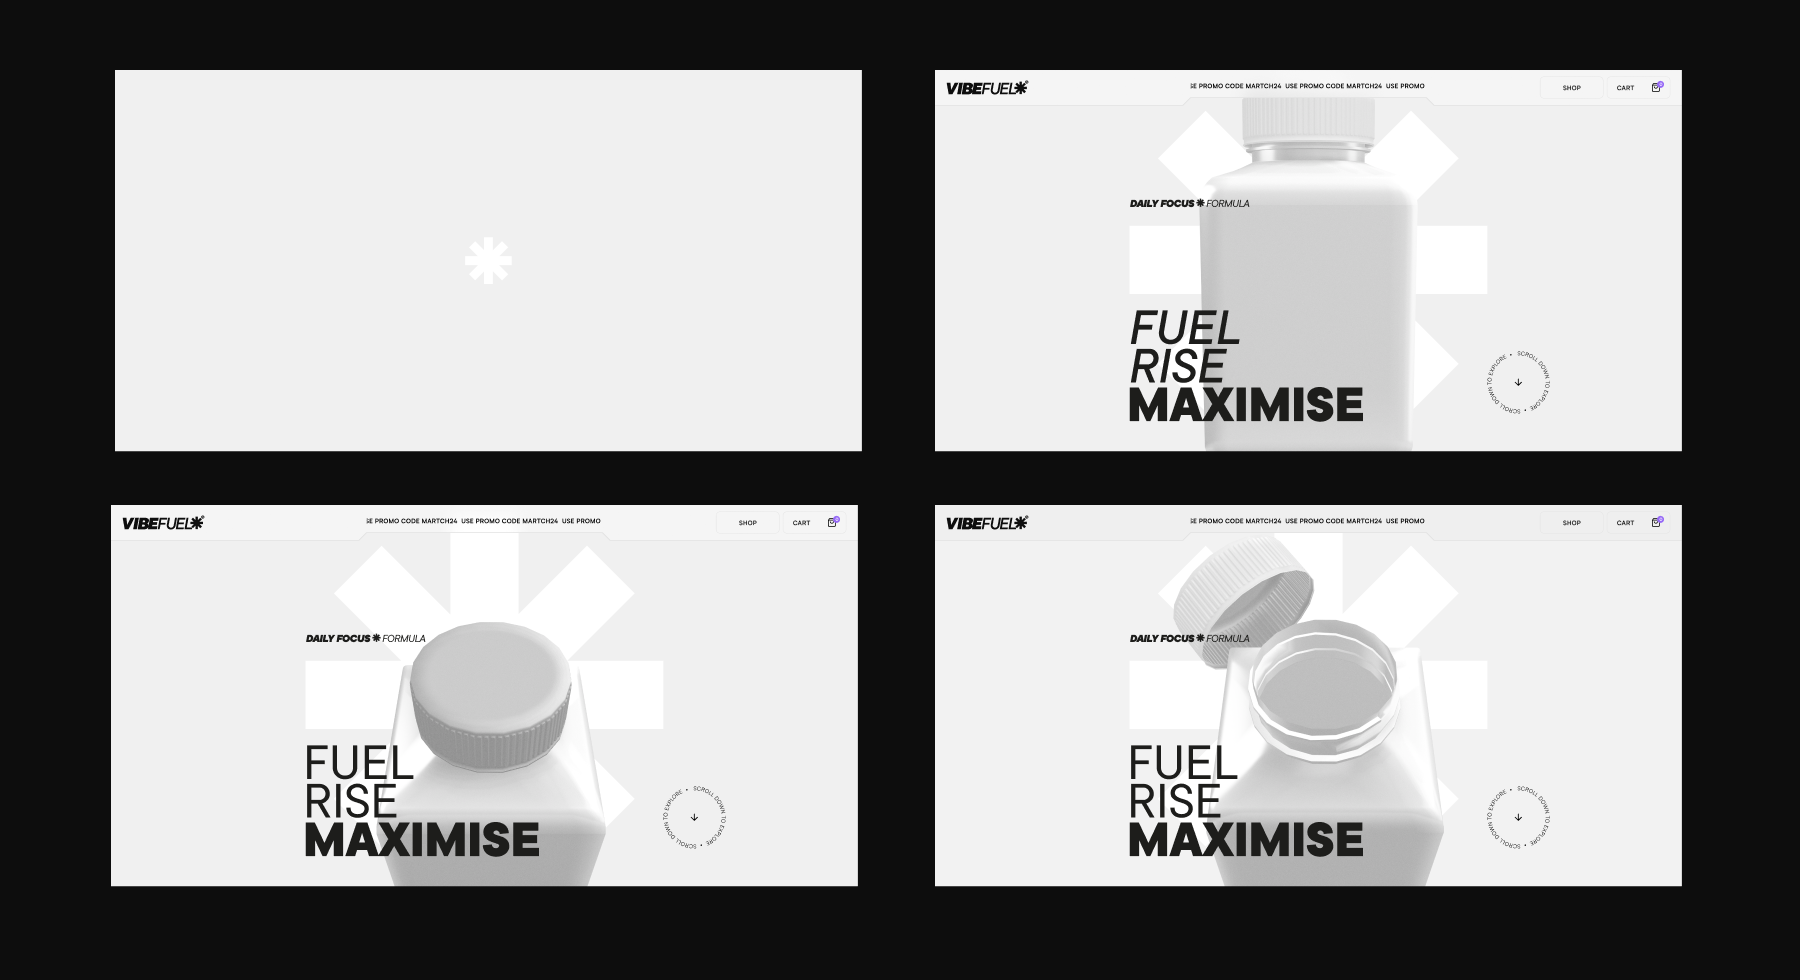 VIBEFUEL
SE PROMO CODE MARTCH24 USE PROMO CODE MARTCH24 USE PROMO
SHOP
CART
DAILY FOCUS FORMULA
FUEL
RISE
MAXIMISE
SCROLL DOWN TO EXPLORE • SCROLL DOWN TO EXPLORE •
VIBEFUEL
SE PROMO CODE MARTCH24 USE PROMO CODE MARTCH24 USE PROMO
SHOP
CART
DAILY FOCUS FORMULA
FUEL
RISE
MAXIMISE
SCROLL DOWN TO EXPLORE • SCROLL DOWN TO EXPLORE •
VIBEFUEL
SE PROMO CODE MARTCH24 USE PROMO CODE MARTCH24 USE PROMO
SHOP
CART
DAILY FOCUS FORMULA
FUEL
RISE
MAXIMISE
SCROLL DOWN TO EXPLORE • SCROLL DOWN TO EXPLORE •